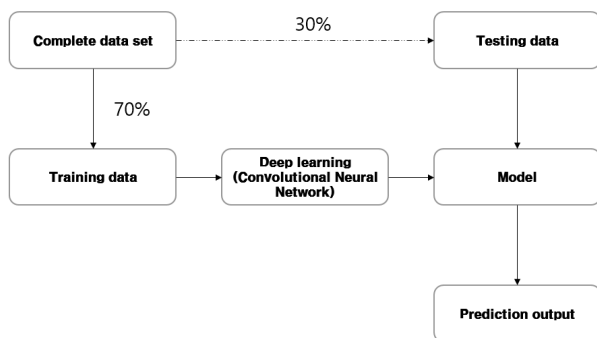 Complete data set
30%
Testing data
70%
Training data
Deep learning
(Convolutional Neural
Network)
Model
Prediction output